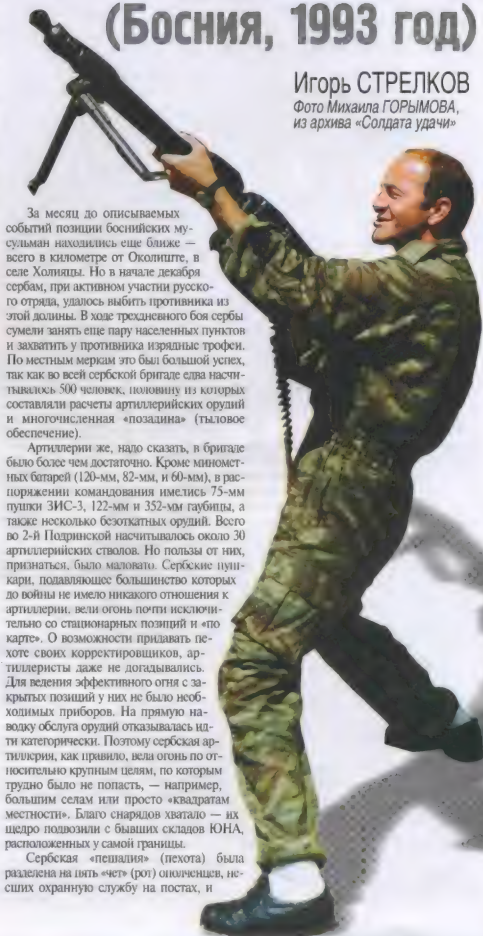 (Босния, 1993 год)
Игорь СТРЕЛКОВ
Фото Михаила ГОРЫМОВА,
из архива «Солдата удачи»
За месяц до описываемых
событий позиции боснийских му-
сульман находились еще ближе —
всего в километре от Околиште, в
селе Холияцы. Но в начале декабря
сербам, при активном участии русско-
го отряда, удалось выбить противника из
этой долины. В ходе трехдневного боя сербы
сумели занять еще пару населенных пунктов
и захватить у противника изрядные трофеи.
По местным меркам это был большой успех,
так как во всей сербской бригаде едва насчи-
тывалось 500 человек, половину из которых
составляли расчеты артиллерийских орудий
и многочисленная «позадина» (тыловое
обеспечение).
Артиллерии же, надо сказать, в бригаде
было более чем достаточно. Кроме миномет-
ных батарей (120-мм, 82-мм, и 60-мм), в рас-
поряжении командования имелись 75-мм
пушки ЗИС-3, 122-мм и 352-мм гаубицы, а
также несколько безоткатных орудий. Всего
во 2-й Подринской насчитывалось около 30
артиллерийских стволов. Но пользы от них,
признаться, было маловато. Сербские пуш-
кари, подавляющее большинство которых
до войны не имело никакого отношения к
артиллерии, вели огонь почти исключи-
тельно со стационарных позиций и «по
карте». О возможности придавать пе-
хоте своих корректировщиков, ар-
тиллеристы даже не догадывались.
Для ведения эффективного огня с за-
крытых позиций у них не было необ-
ходимых приборов. На прямую на-
водку обслуга орудий отказывалась ид-
ти категорически. Поэтому сербская ар-
тиллерия, как правило, вела огонь по от-
носительно крупным целям, по которым
трудно было не попасть, — например,
большим селам или просто «квадратам
местности». Благо снарядов хватало — их
щедро подвозили с бывших складов ЮНА,
расположенных у самой границы.
Сербская «пешадия» (пехота) была
разделена на пять «чет» (рот) ополченцев, не-
сших охранную службу на постах, и